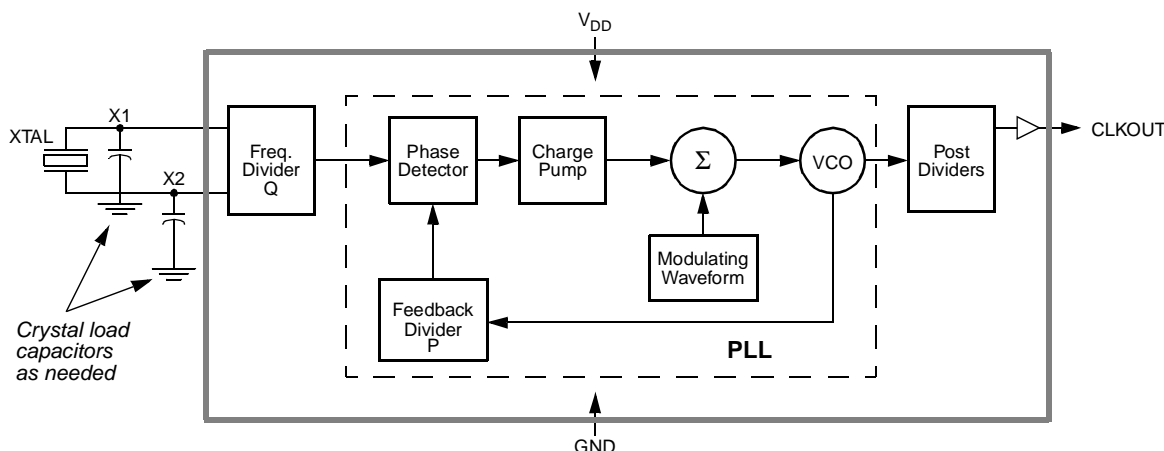 V_DD
X1
XTAL
X2
Freq.
Divider
Q
Phase
Detector
Charge
Pump
Σ
VCO
Post
Dividers
CLKOUT
Modulating
Waveform
Feedback
Divider
P
PLL
Crystal load
capacitors
as needed
GND